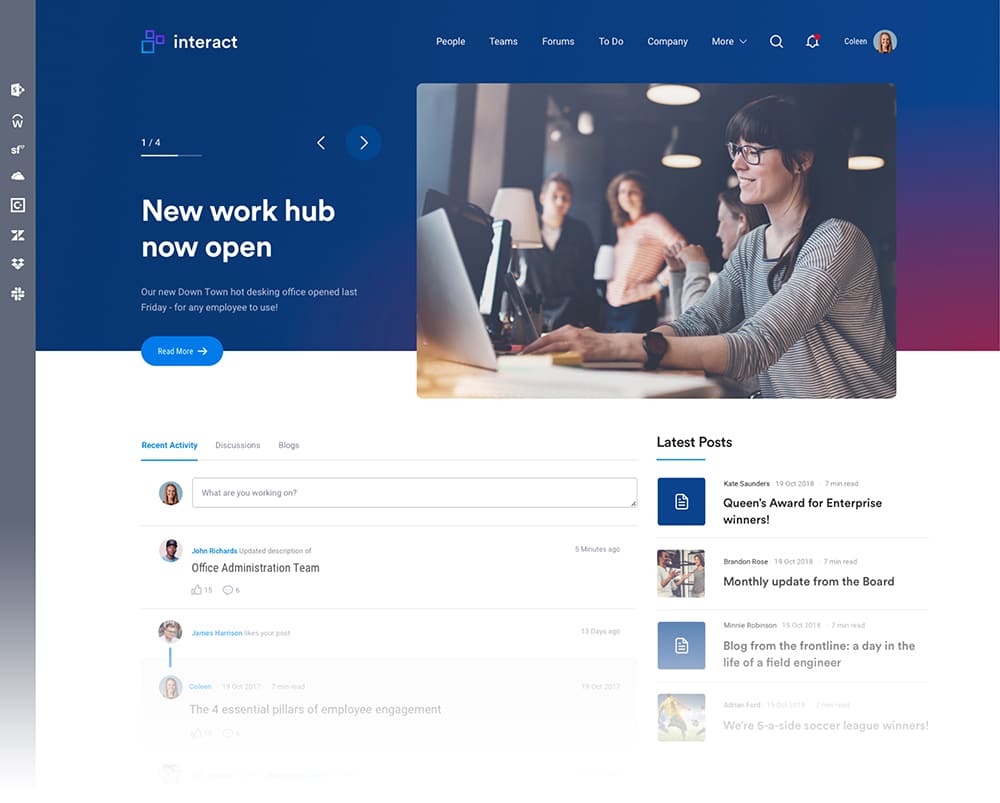 interact
People Teams Forums To Do Company More Coleen
1 / 4
New work hub
now open
Our new Down Town hot desking office opened last
Friday - for any employee to use!
Read More
Recent Activity Discussions Blogs
What are you working on?
John Richards Updated description of
5 Minutes ago
Office Administration Team
15 6
James Harrison likes your post
13 Days ago
Coleen 19 Oct 2017 7 min read
19 Oct 2017
The 4 essential pillars of employee engagement
Latest Posts
Kate Saunders 19 Oct 2018 · 7 min read
Queen's Award for Enterprise
winners!
Brandon Rose 19 Oct 2018 · 7 min read
Monthly update from the Board
Minnie Robinson 19 Oct 2018 · 7 min read
Blog from the frontline: a day in the
life of a field engineer
Adrian Ford 19 Oct 2018 · 7 min read
We're 5-a-side soccer league winners!